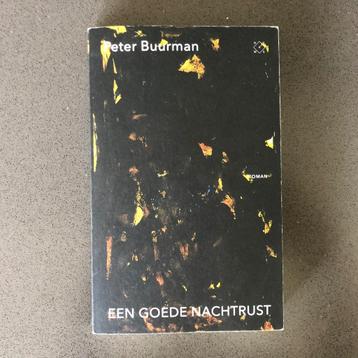 Peter Buurman
ROMAN
EEN GOEDE NACHTRUST